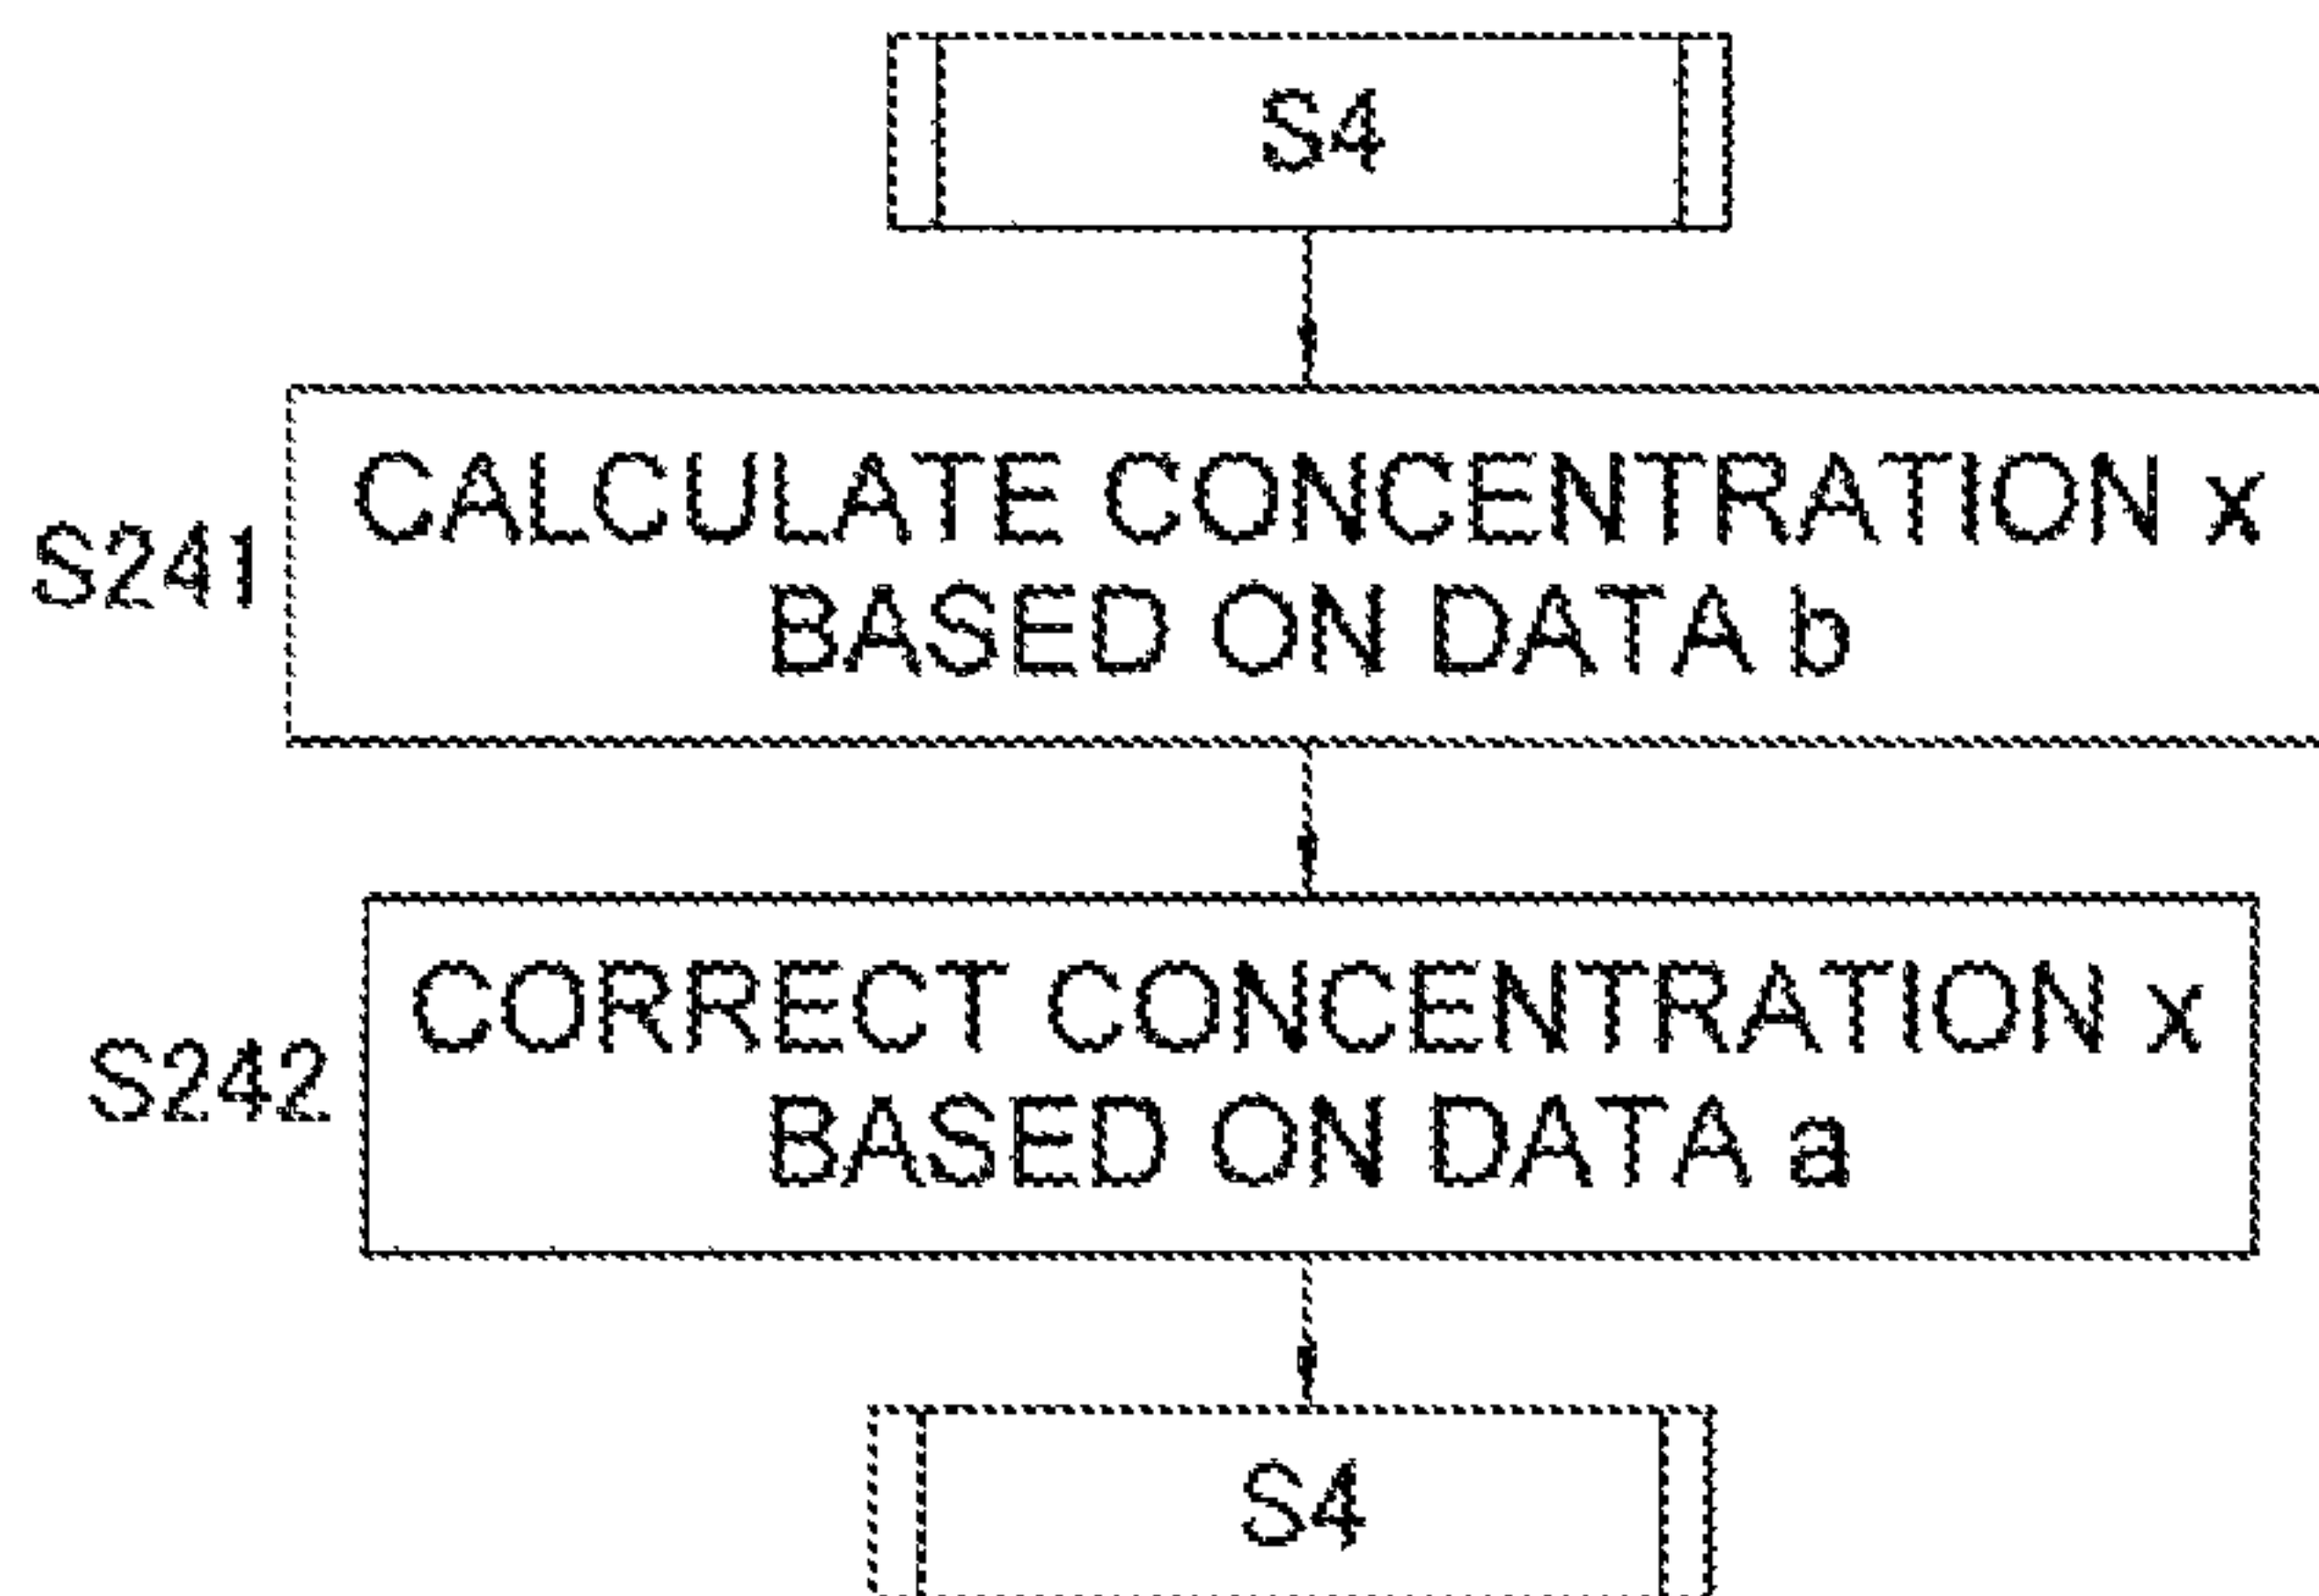 S4
S241
CALCULATE CONCENTRATION x
BASED ON DATA b
S242
CORRECT CONCENTRATION x
BASED ON DATA a
S4